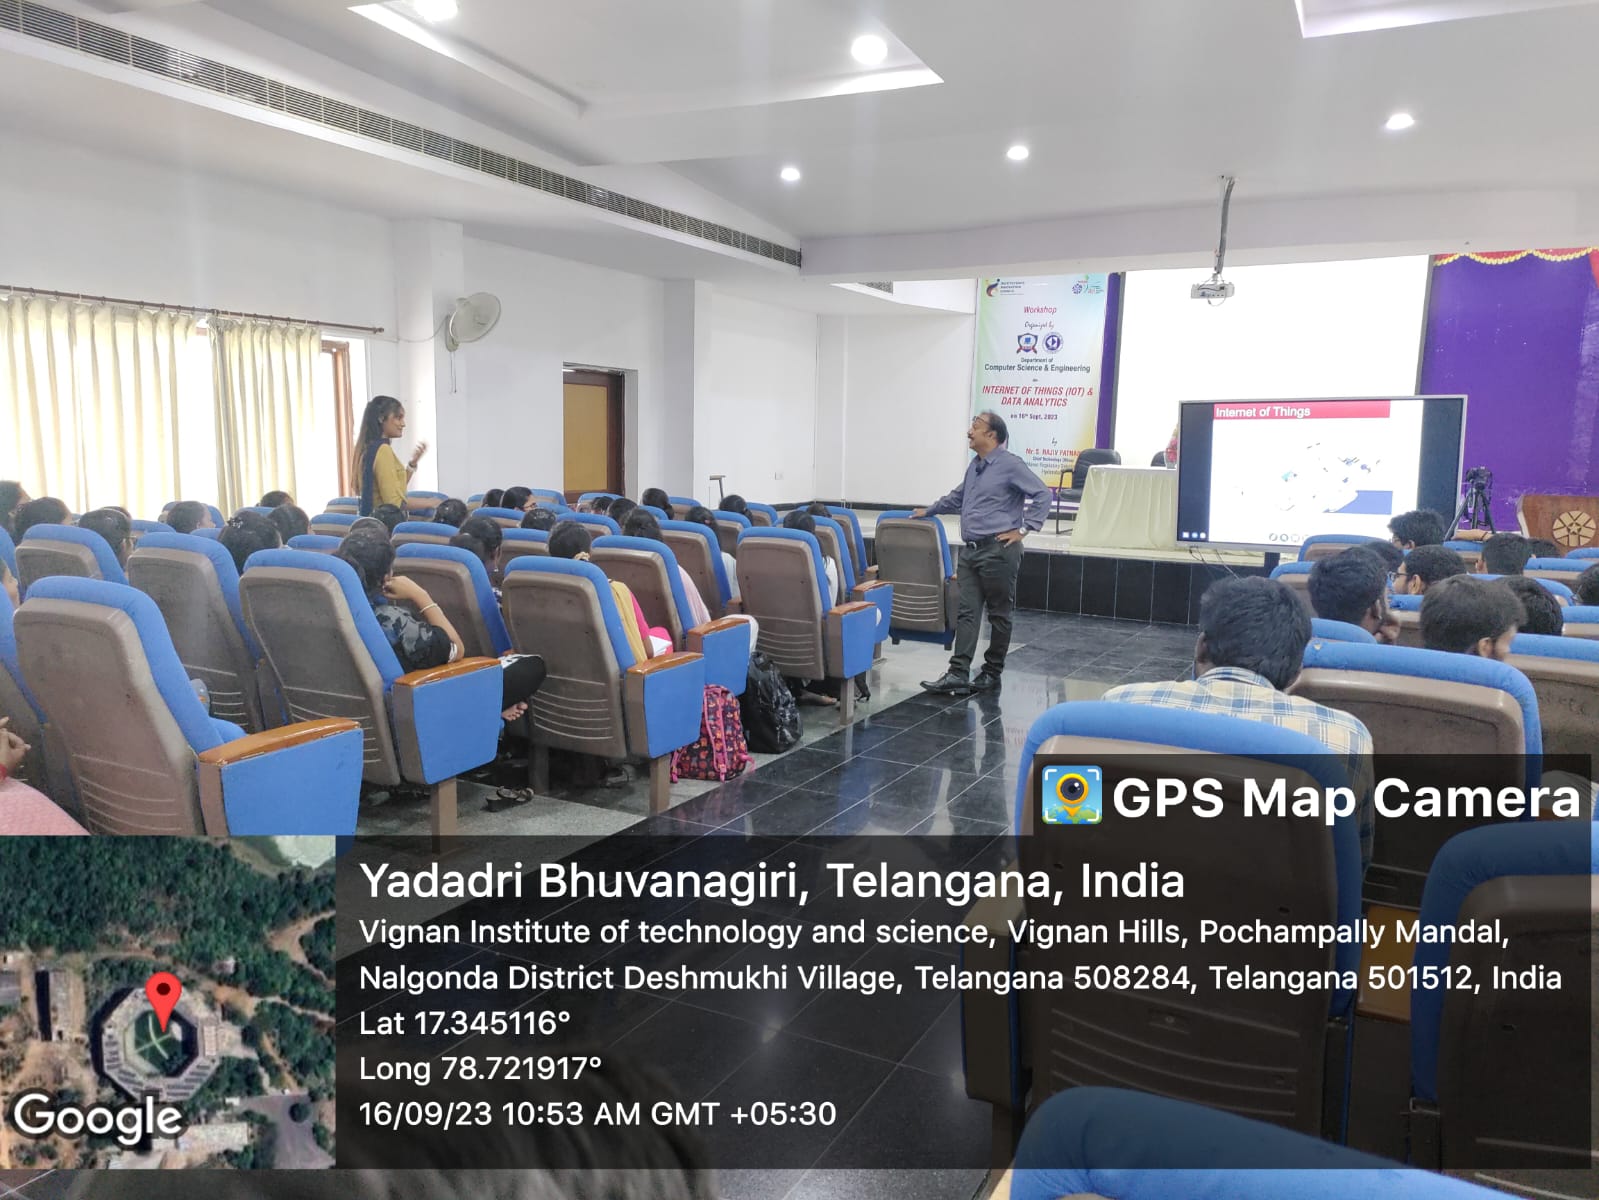 INSTITUTION'S
INNOVATION
COUNCIL
Workshop
Organized by
Department of
Computer Science & Engineering
on
INTERNET OF THINGS (IOT) &
DATA ANALYTICS
on 16th Sept, 2023
by
Mr. S. RAJIV
Internet of Things
GPS Map Camera
Yadadri Bhuvanagiri, Telangana, India
Vignan Institute of technology and science, Vignan Hills, Pochampally Mandal,
Nalgonda District Deshmukhi Village, Telangana 508284, Telangana 501512, India
Lat 17.345116°
Long 78.721917°
16/09/23 10:53 AM GMT +05:30
Google